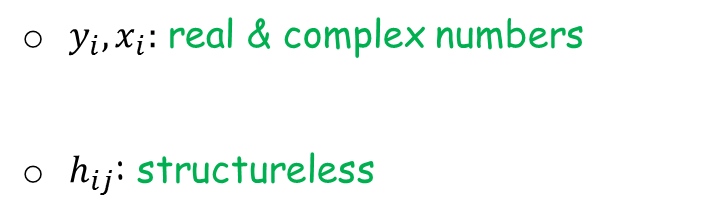 ○ yᵢ, xᵢ: real & complex numbers
○ hᵢⱼ: structureless